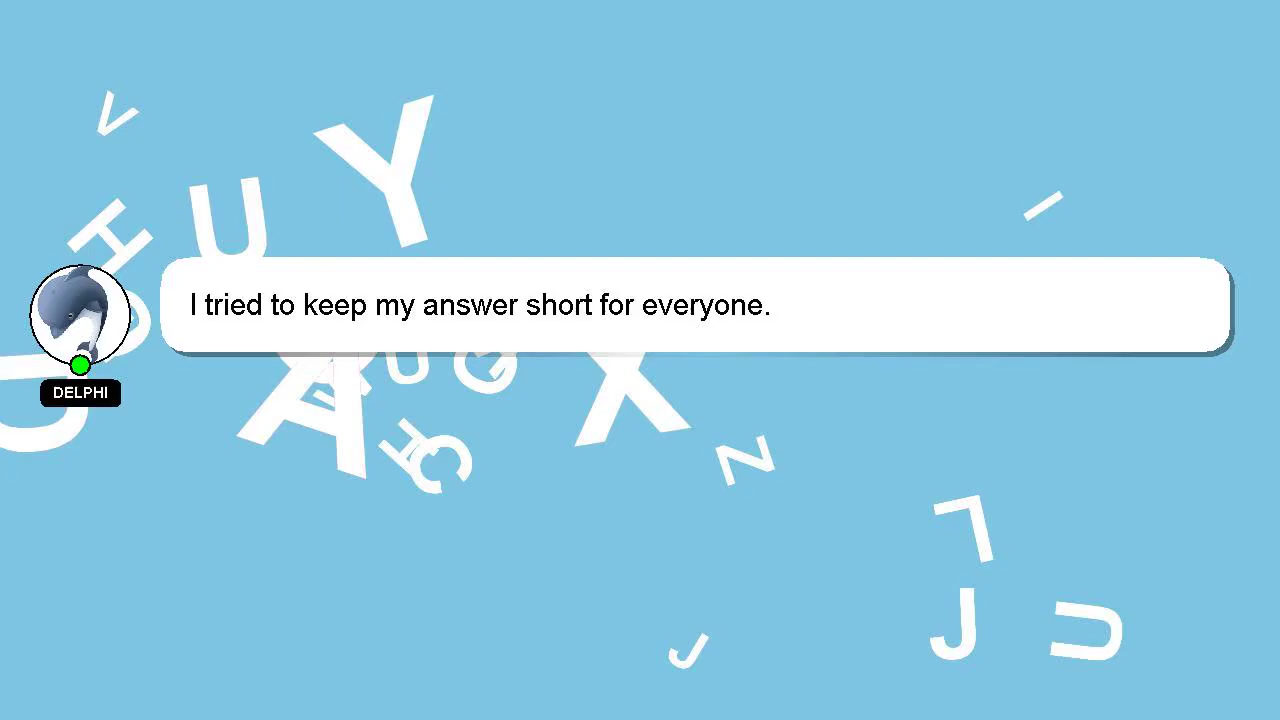 V
Y
U
H
I
I tried to keep my answer short for everyone.
DELPHI
A
U
G
X
H
C
N
L
J
U
J